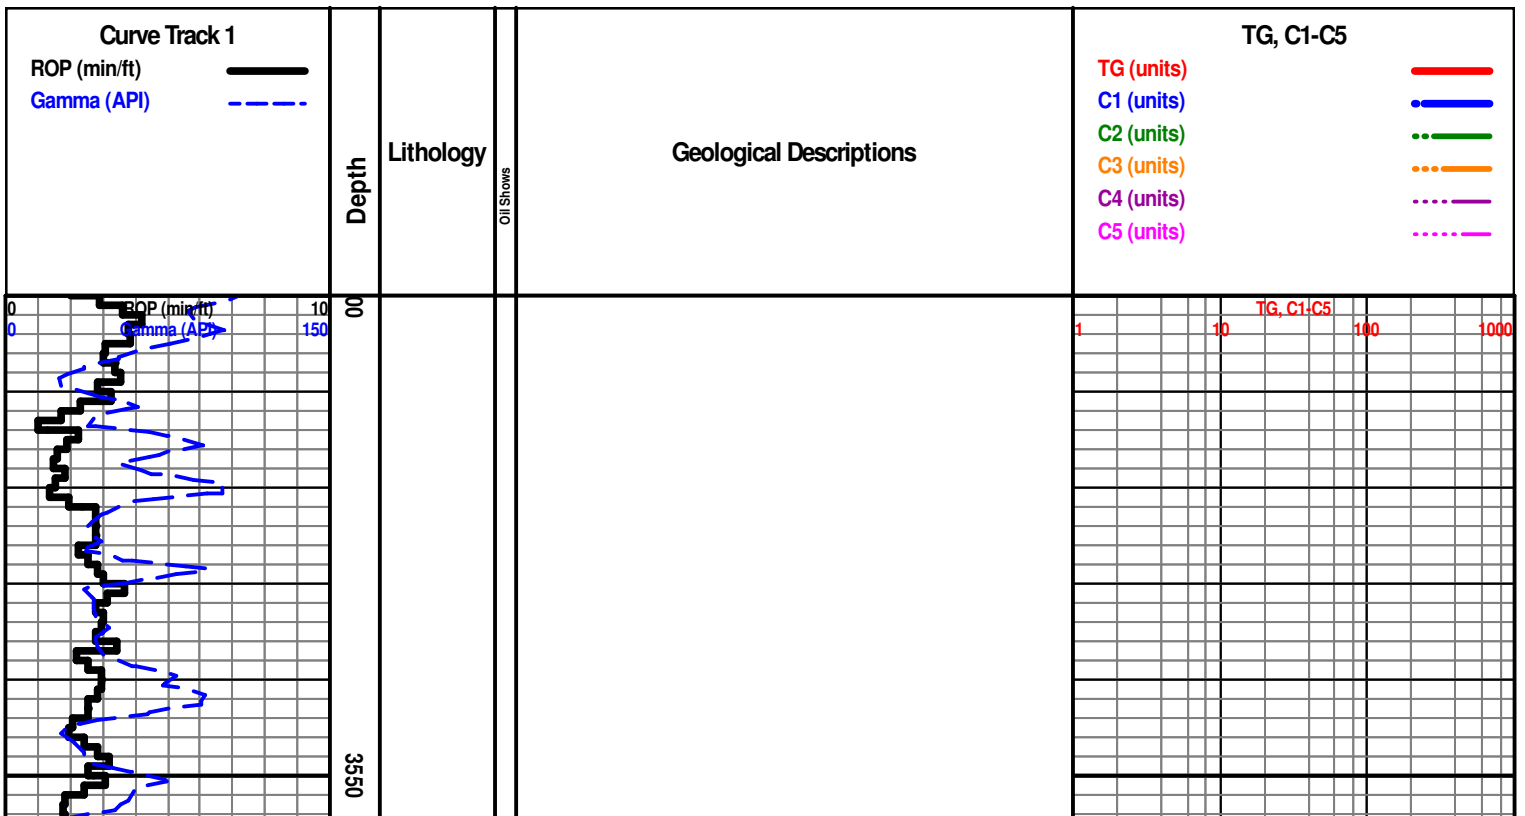 Curve Track 1
ROP (min/ft)
Gamma (API)
Depth
Lithology
Oil Shows
Geological Descriptions
TG, C1-C5
TG (units)
C1 (units)
C2 (units)
C3 (units)
C4 (units)
C5 (units)
0 ROP (min/ft) 10
0 Gamma (API) 150
00
TG, C1-C5
1 10 100 1000
3550